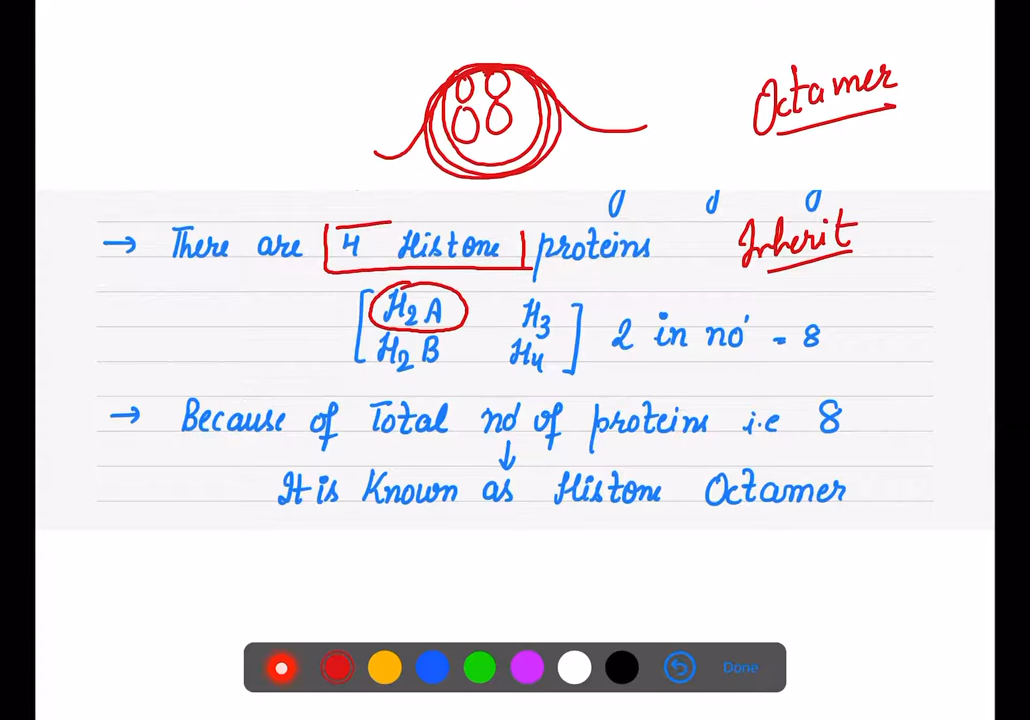 Octamer
→ There are 4 Histone proteins
Inherit
[ H2A H3 ] 2 in no = 8
H2B H4
→ Because of Total no of proteins i.e 8
↓
It is Known as Histone Octamer
Done